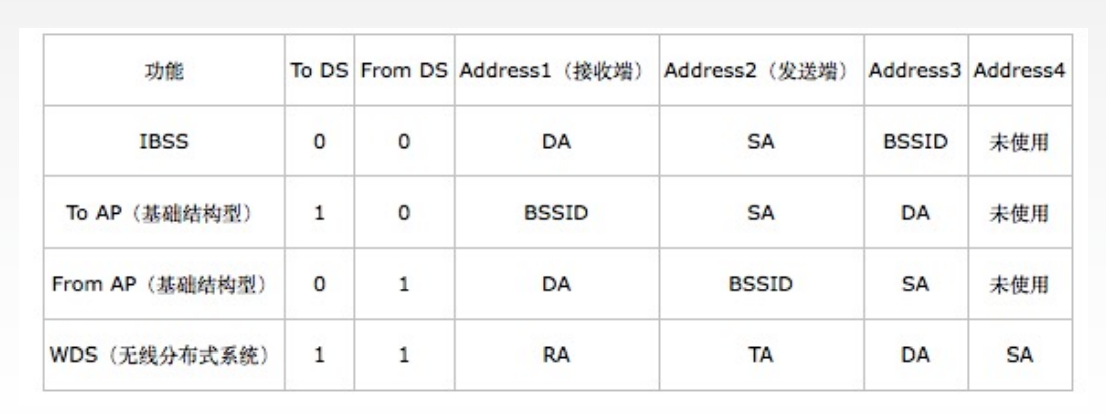 功能 To DS From DS Address1（接收端） Address2（发送端） Address3 Address4
IBSS 0 0 DA SA BSSID 未使用
To AP（基础结构型） 1 0 BSSID SA DA 未使用
From AP（基础结构型） 0 1 DA BSSID SA 未使用
WDS（无线分布式系统） 1 1 RA TA DA SA